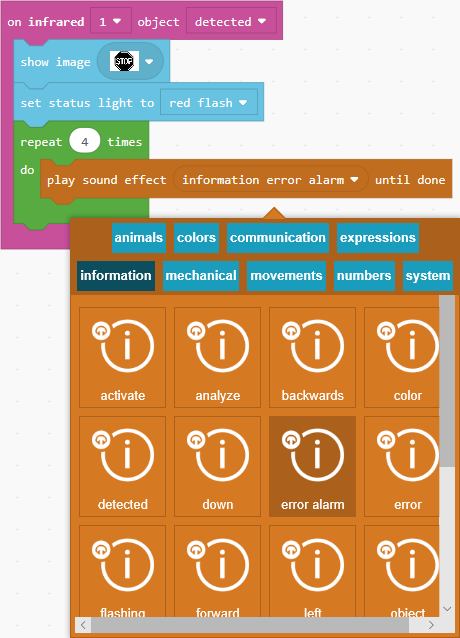 on infrared 1 object detected
show image STOP
set status light to red flash
repeat 4 times
do play sound effect information error alarm until done
animals colors communication expressions
information mechanical movements numbers system
activate analyze backwards color
detected down error alarm error
flashing forward left object